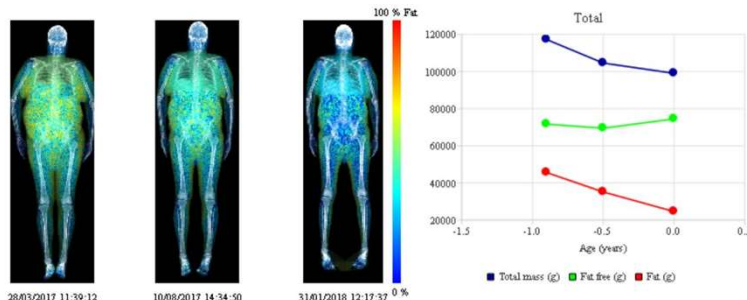 100 % Fat
0 %
28/03/2017 11:39:12
10/08/2017 14:34:50
31/01/2018 12:17:37
Total
120000
100000
80000
60000
40000
20000
-1.5
-1.0
-0.5
0.0
0.5
Age (years)
Total mass (g)
Fat free (g)
Fat (g)